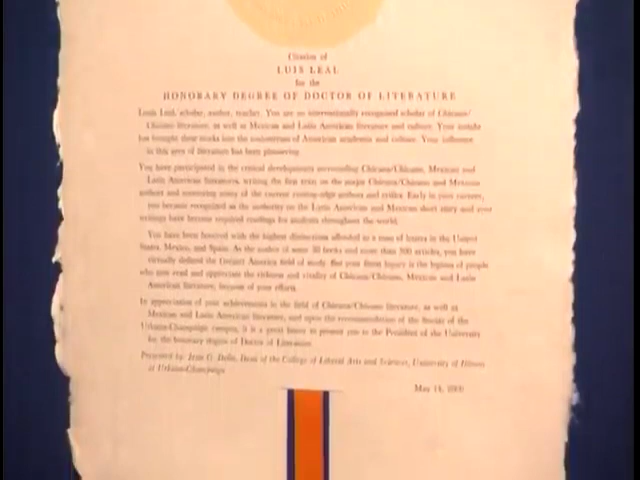 Citation of
LUIS LEAL
for the
HONORARY DEGREE OF DOCTOR OF LITERATURE
Louis Leal, scholar, author, teacher. You are an internationally recognized scholar of Chicano/
Chicana literature, as well as Mexican and Latin American literature and culture. Your insight
has brought these works into the mainstream of American academia and culture. Your influence
in this area of literature has been pioneering.
You have participated in the critical developments surrounding Chicano/Chicana, Mexican and
Latin American literatures, writing the first texts on the major Chicano/Chicana and Mexican
authors and mentoring many of the current cutting-edge authors and critics. Early in your career,
you became recognized as the authority on the Latin American and Mexican short story and your
writings have become required readings for students throughout the world.
You have been honored with the highest distinctions afforded to a man of letters in the United
States, Mexico, and Spain. As the author of some 30 books and more than 300 articles, you have
virtually defined the Greater America field of study. But your finest legacy is the legions of people
who now read and appreciate the richness and vitality of Chicano/Chicana, Mexican and Latin
American literature, because of your efforts.
In appreciation of your achievements in the field of Chicano/Chicana literature, as well as
Mexican and Latin American literature, and upon the recommendation of the Senate of the
Urbana-Champaign campus, it is a great honor to present you to the President of the University
for the honorary degree of Doctor of Literature.
Presented by: Jesse G. Delia, Dean of the College of Liberal Arts and Sciences, University of Illinois
at Urbana-Champaign
May 14,